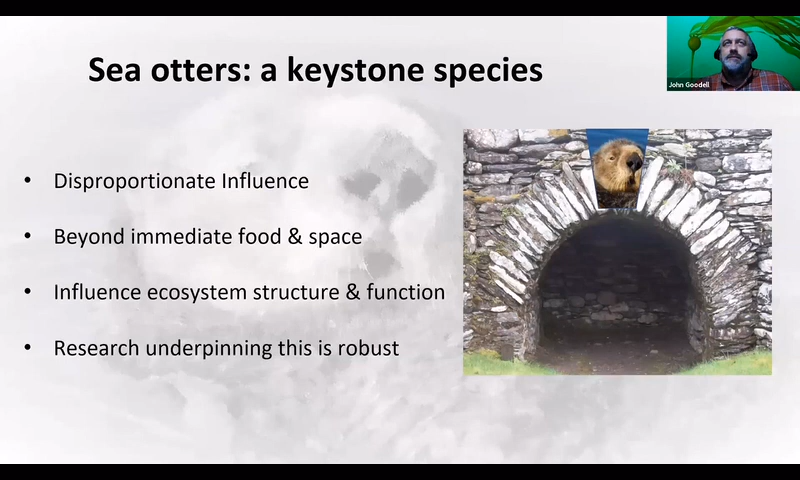 Sea otters: a keystone species
John Goodell
• Disproportionate Influence
• Beyond immediate food & space
• Influence ecosystem structure & function
• Research underpinning this is robust